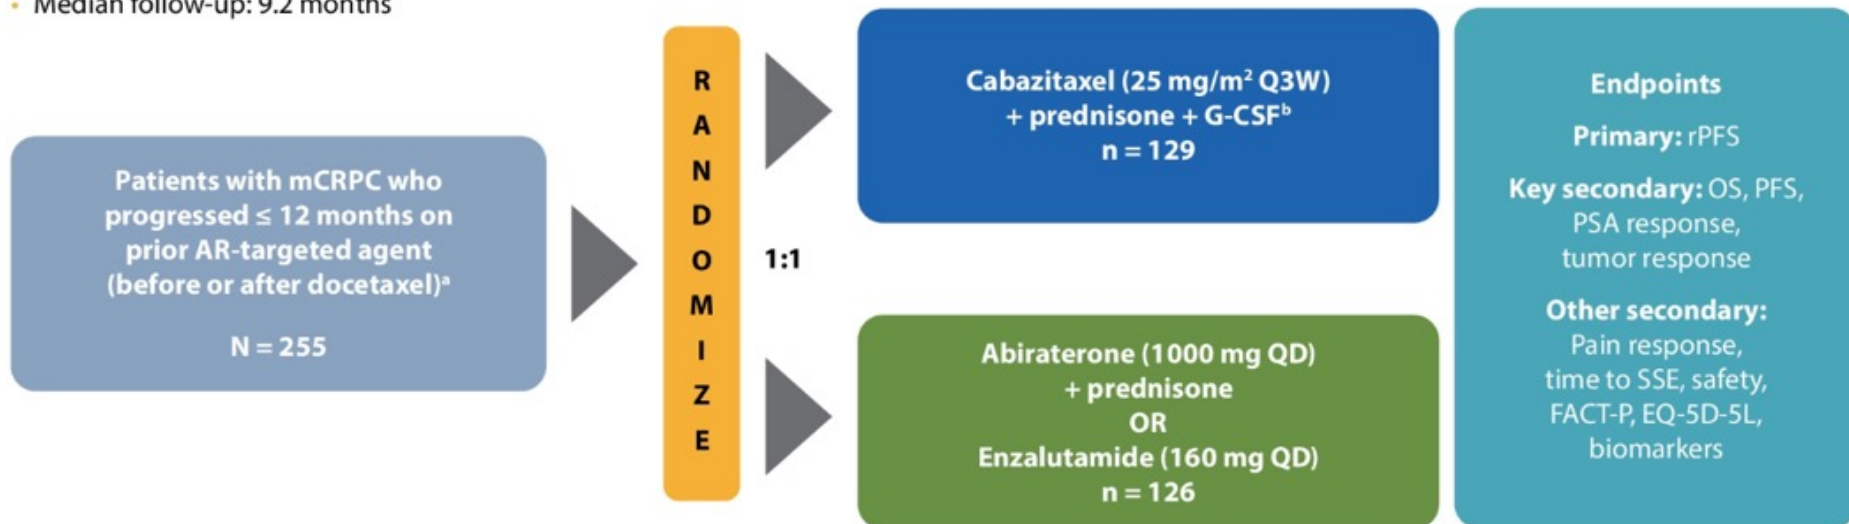 • Median follow-up: 9.2 months
Patients with mCRPC who
progressed ≤ 12 months on
prior AR-targeted agent
(before or after docetaxel)ᵃ
N = 255
R
A
N
D
O
M
I
Z
E
1:1
Cabazitaxel (25 mg/m² Q3W)
+ prednisone + G-CSFᵇ
n = 129
Abiraterone (1000 mg QD)
+ prednisone
OR
Enzalutamide (160 mg QD)
n = 126
Endpoints
Primary: rPFS
Key secondary: OS, PFS,
PSA response,
tumor response
Other secondary:
Pain response,
time to SSE, safety,
FACT-P, EQ-5D-5L,
biomarkers